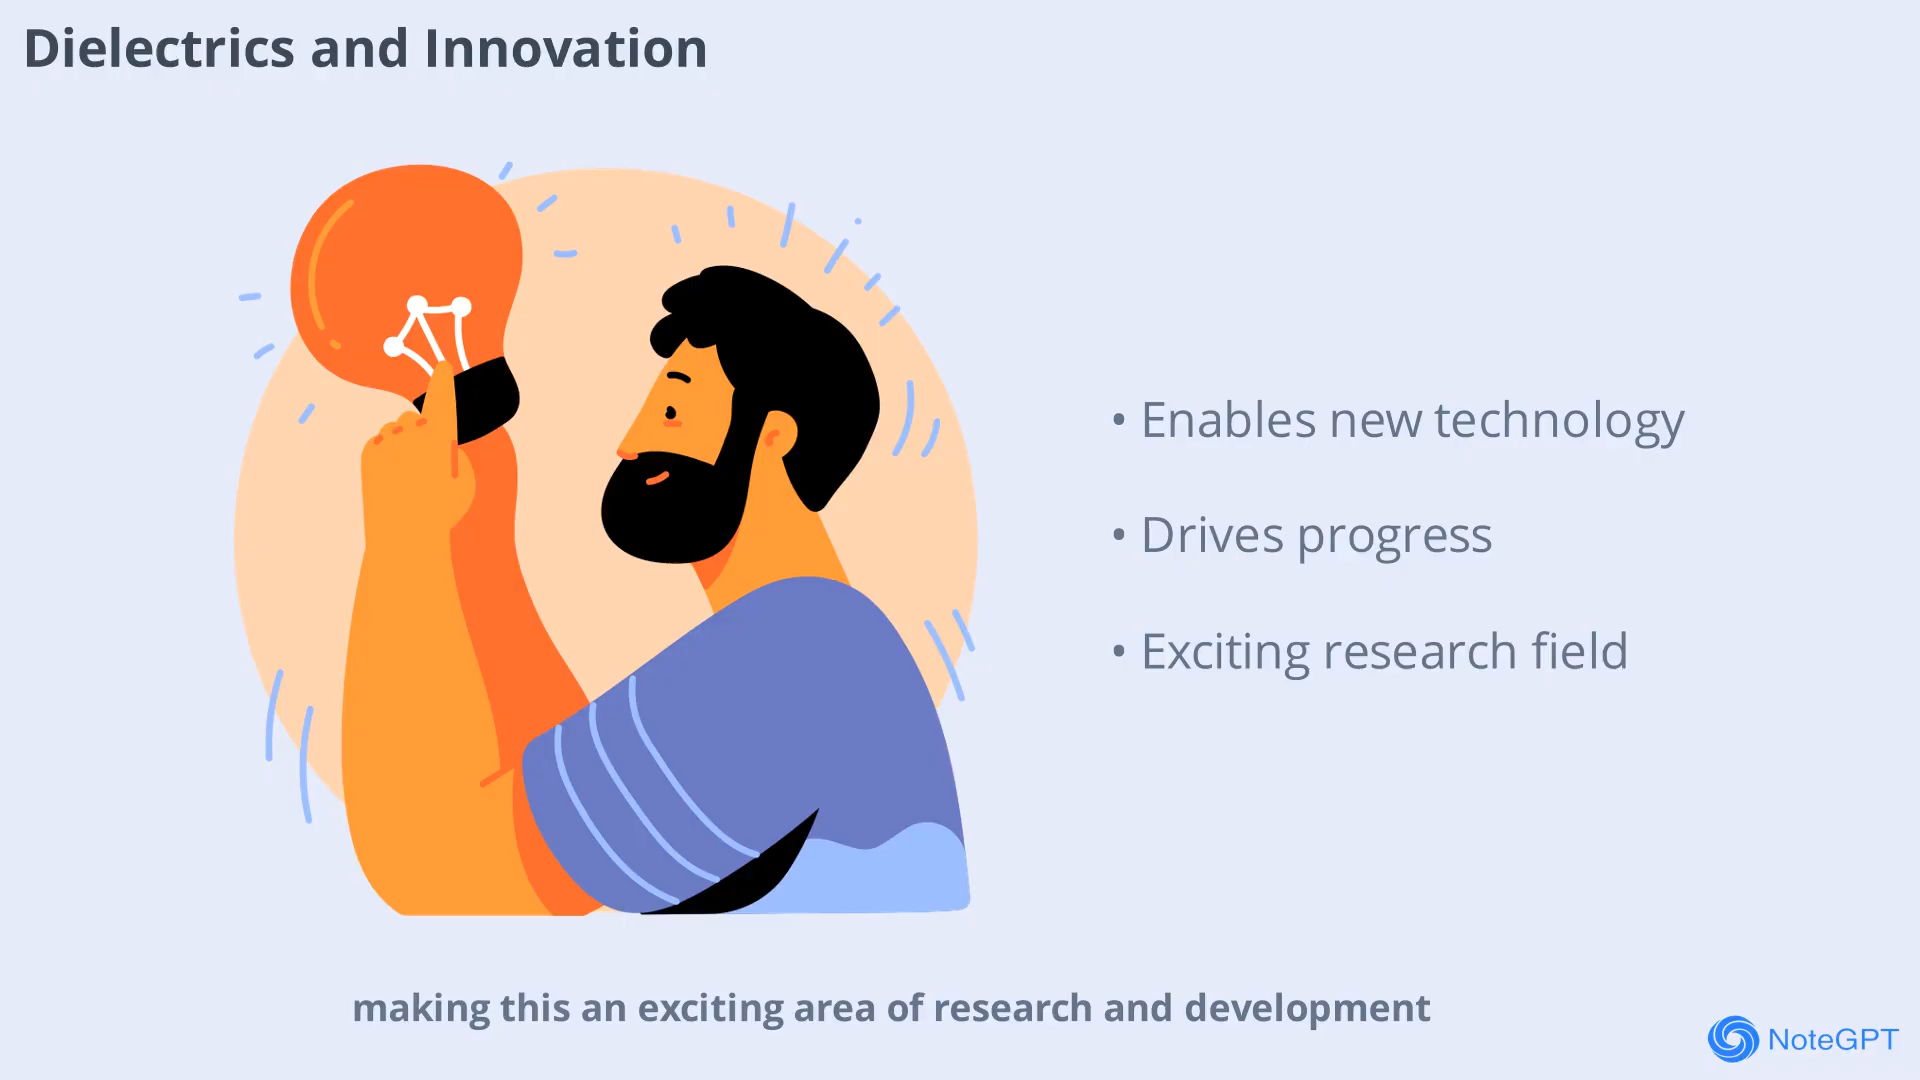 Dielectrics and Innovation
• Enables new technology
• Drives progress
• Exciting research field
making this an exciting area of research and development
NoteGPT